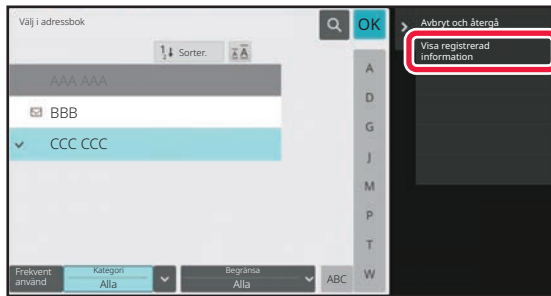 Välj i adressbok
OK
Avbryt och återgå
Visa registrerad
information
1 Sorter.
A A
AAA AAA
BBB
CCC CCC
A
D
G
J
M
P
T
W
Frekvent
använd
Kategori
Alla
Begränsa
Alla
ABC